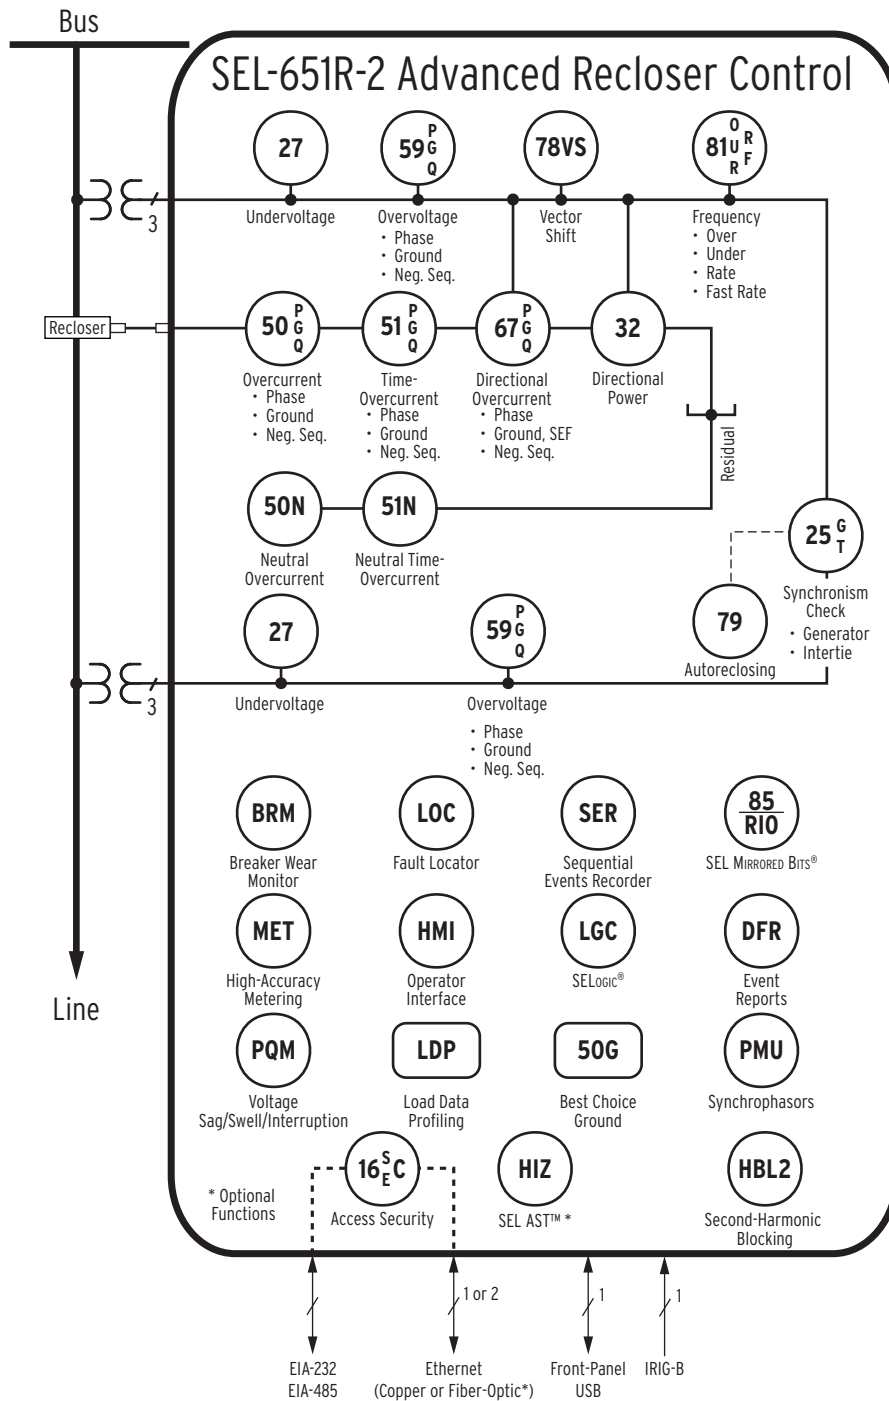 Bus
SEL-651R-2 Advanced Recloser Control
27
59 P G Q
78VS
81 O U R R F
Undervoltage
Overvoltage
· Phase
· Ground
· Neg. Seq.
Vector
Shift
Frequency
· Over
· Under
· Rate
· Fast Rate
3
Recloser
50 P G Q
51 P G Q
67 P G Q
32
Overcurrent
· Phase
· Ground
· Neg. Seq.
Time-
Overcurrent
· Phase
· Ground
· Neg. Seq.
Directional
Overcurrent
· Phase
· Ground, SEF
· Neg. Seq.
Directional
Power
Residual
50N
51N
Neutral
Overcurrent
Neutral Time-
Overcurrent
25 G T
Synchronism
Check
· Generator
· Intertie
27
59 P G Q
79
Autoreclosing
3
Undervoltage
Overvoltage
· Phase
· Ground
· Neg. Seq.
BRM
LOC
SER
85
RIO
Breaker Wear
Monitor
Fault Locator
Sequential
Events Recorder
SEL MIRRORED BITS®
MET
HMI
LGC
DFR
High-Accuracy
Metering
Operator
Interface
SELOGIC®
Event
Reports
Line
PQM
LDP
50G
PMU
Voltage
Sag/Swell/Interruption
Load Data
Profiling
Best Choice
Ground
Synchrophasors
16 S E C
HIZ
HBL2
* Optional
Functions
Access Security
SEL AST™ *
Second-Harmonic
Blocking
1 or 2
1
1
EIA-232
EIA-485
Ethernet
(Copper or Fiber-Optic*)
Front-Panel
USB
IRIG-B